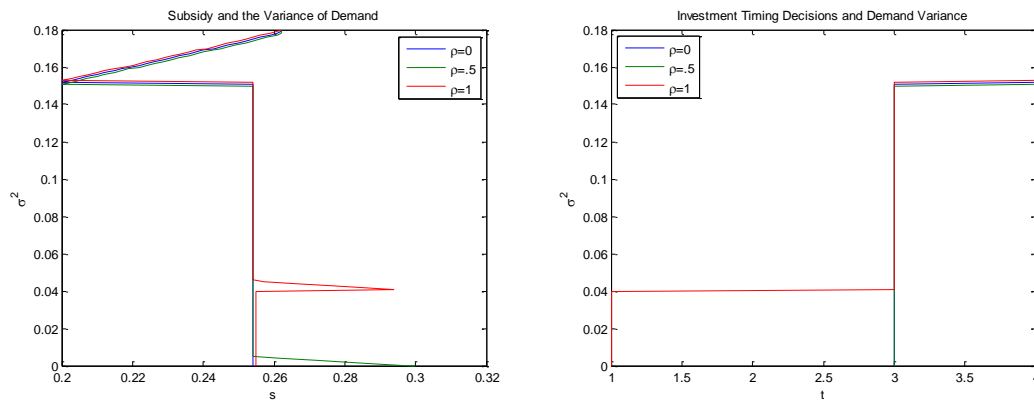 Subsidy and the Variance of Demand
0.18
0.16
0.14
0.12
0.1
0.08
0.06
0.04
0.02
0
σ²
0.2
0.22
0.24
0.26
0.28
0.3
0.32
s
ρ=0
ρ=.5
ρ=1
Investment Timing Decisions and Demand Variance
0.18
0.16
0.14
0.12
0.1
0.08
0.06
0.04
0.02
0
σ²
1
1.5
2
2.5
3
3.5
4
t
ρ=0
ρ=.5
ρ=1